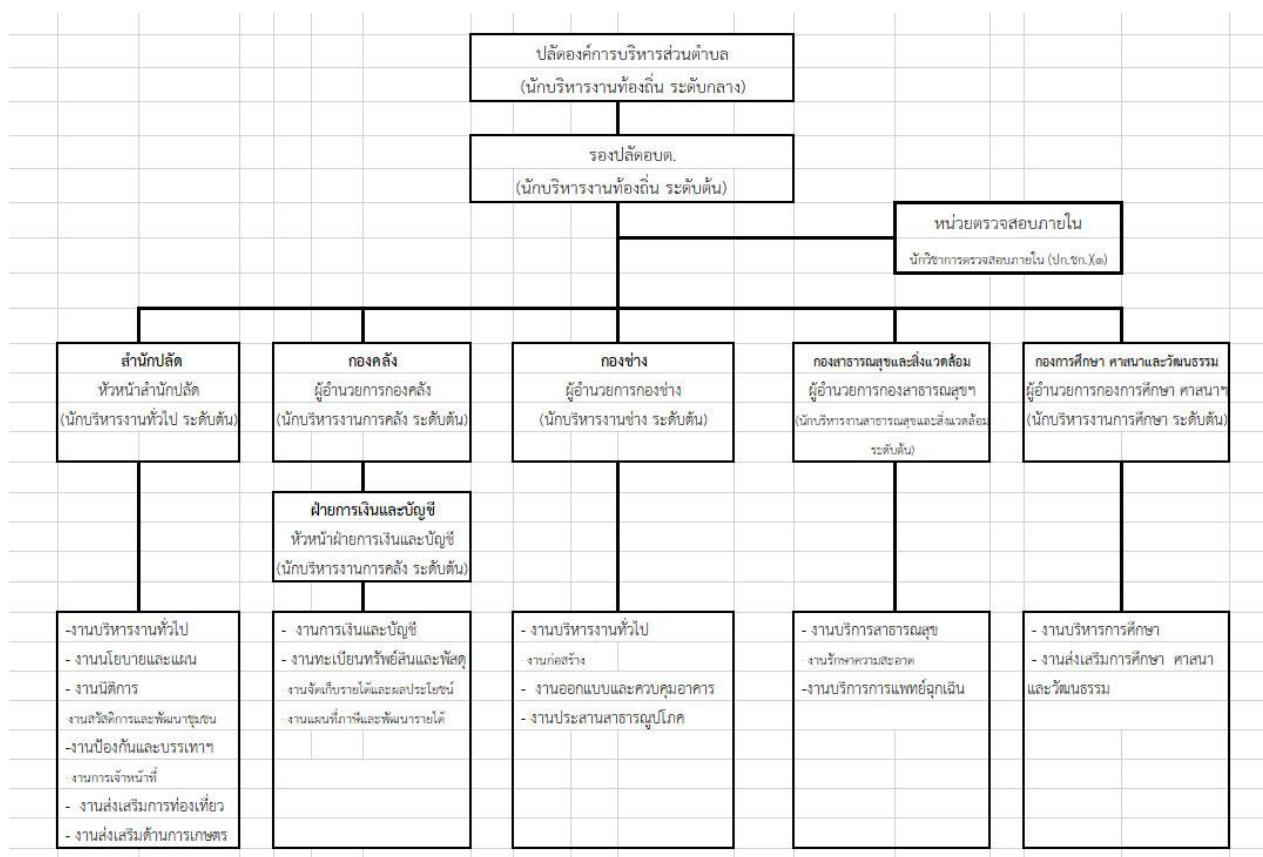 ปลัดองค์การบริหารส่วนตำบล
(นักบริหารงานท้องถิ่น ระดับกลาง)
รองปลัดอบต.
(นักบริหารงานท้องถิ่น ระดับต้น)
หน่วยตรวจสอบภายใน
นักวิชาการตรวจสอบภายใน (ปก.ชก.)(๑)
สำนักปลัด
หัวหน้าสำนักปลัด
(นักบริหารงานทั่วไป ระดับต้น)
กองคลัง
ผู้อำนวยการกองคลัง
(นักบริหารงานการคลัง ระดับต้น)
กองช่าง
ผู้อำนวยการกองช่าง
(นักบริหารงานช่าง ระดับต้น)
กองสาธารณสุขและสิ่งแวดล้อม
ผู้อำนวยการกองสาธารณสุขฯ
(นักบริหารงานสาธารณสุขและสิ่งแวดล้อม
ระดับต้น)
กองการศึกษา ศาสนาและวัฒนธรรม
ผู้อำนวยการกองการศึกษา ศาสนาฯ
(นักบริหารงานการศึกษา ระดับต้น)
ฝ่ายการเงินและบัญชี
หัวหน้าฝ่ายการเงินและบัญชี
(นักบริหารงานการคลัง ระดับต้น)
-งานบริหารงานทั่วไป
- งานนโยบายและแผน
- งานนิติการ
งานสวัสดิการและพัฒนาชุมชน
-งานป้องกันและบรรเทาฯ
งานการเจ้าหน้าที่
- งานส่งเสริมการท่องเที่ยว
- งานส่งเสริมด้านการเกษตร
- งานการเงินและบัญชี
- งานทะเบียนทรัพย์สินและพัสดุ
งานจัดเก็บรายได้และผลประโยชน์
งานแผนที่ภาษีและพัฒนารายได้
- งานบริหารงานทั่วไป
งานก่อสร้าง
- งานออกแบบและควบคุมอาคาร
- งานประสานสาธารณูปโภค
- งานบริการสาธารณสุข
งานรักษาความสะอาด
-งานบริการการแพทย์ฉุกเฉิน
- งานบริหารการศึกษา
- งานส่งเสริมการศึกษา ศาสนา
และวัฒนธรรม